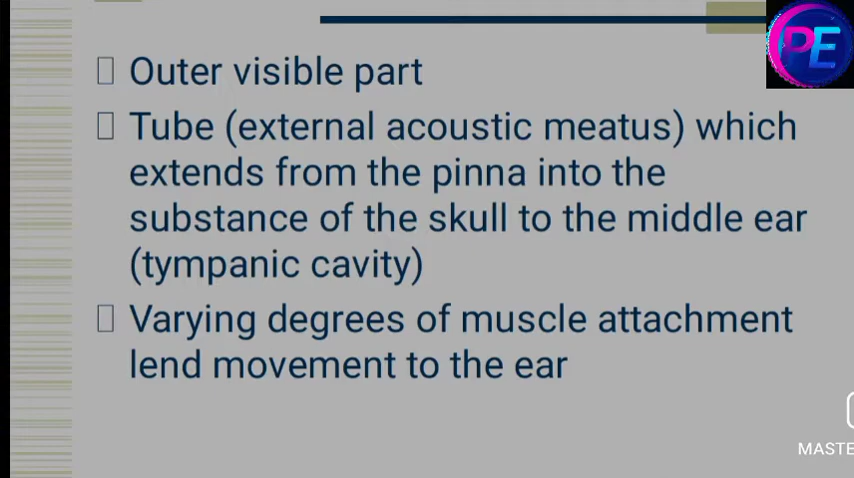 PE
Outer visible part
Tube (external acoustic meatus) which
extends from the pinna into the
substance of the skull to the middle ear
(tympanic cavity)
Varying degrees of muscle attachment
lend movement to the ear
MASTE